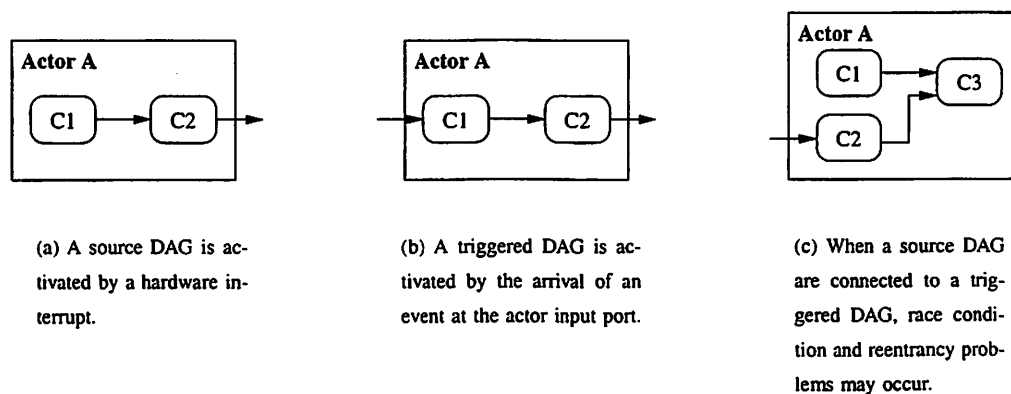 Actor A
C1
C2
(a) A source DAG is ac-
tivated by a hardware in-
terrupt.
Actor A
C1
C2
(b) A triggered DAG is ac-
tivated by the arrival of an
event at the actor input port.
Actor A
C1
C3
C2
(c) When a source DAG
are connected to a trig-
gered DAG, race condi-
tion and reentrancy prob-
lems may occur.